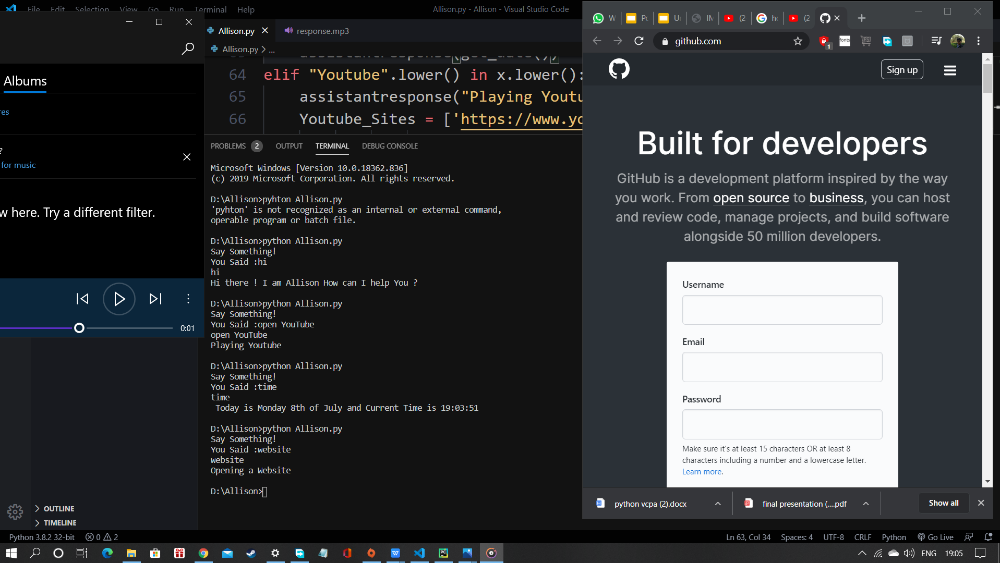 File Edit Selection View Go Run Terminal Help
Allison.py - Allison - Visual Studio Code
Allison.py
response.mp3
Allison.py > ...
64 elif "Youtube".lower() in x.lower():
65 assistantresponse("Playing Youtu
66 Youtube_Sites = ['https://www.yo
PROBLEMS 2 OUTPUT TERMINAL DEBUG CONSOLE
Microsoft Windows [Version 10.0.18362.836]
(c) 2019 Microsoft Corporation. All rights reserved.
D:\Allison>pyhton Allison.py
'pyhton' is not recognized as an internal or external command,
operable program or batch file.
D:\Allison>python Allison.py
Say Something!
You Said :hi
hi
Hi there ! I am Allison How can I help You ?
D:\Allison>python Allison.py
Say Something!
You Said :open YouTube
open YouTube
Playing Youtube
D:\Allison>python Allison.py
Say Something!
You Said :time
time
Today is Monday 8th of July and Current Time is 19:03:51
D:\Allison>python Allison.py
Say Something!
You Said :website
website
Opening a Website
D:\Allison>
Albums
res
?
for music
w here. Try a different filter.
0:01
OUTLINE
TIMELINE
W Po Ur IM (2 ho (2
github.com
fonts
1
Sign up
Built for developers
GitHub is a development platform inspired by the way
you work. From open source to business, you can host
and review code, manage projects, and build software
alongside 50 million developers.
Username
Email
Password
Make sure it's at least 15 characters OR at least 8
characters including a number and a lowercase letter.
Learn more.
python vcpa (2).docx
final presentation (....pdf
Show all
Python 3.8.2 32-bit 0 2
Ln 63, Col 34 Spaces: 4 UTF-8 CRLF Python Go Live
ENG 19:05